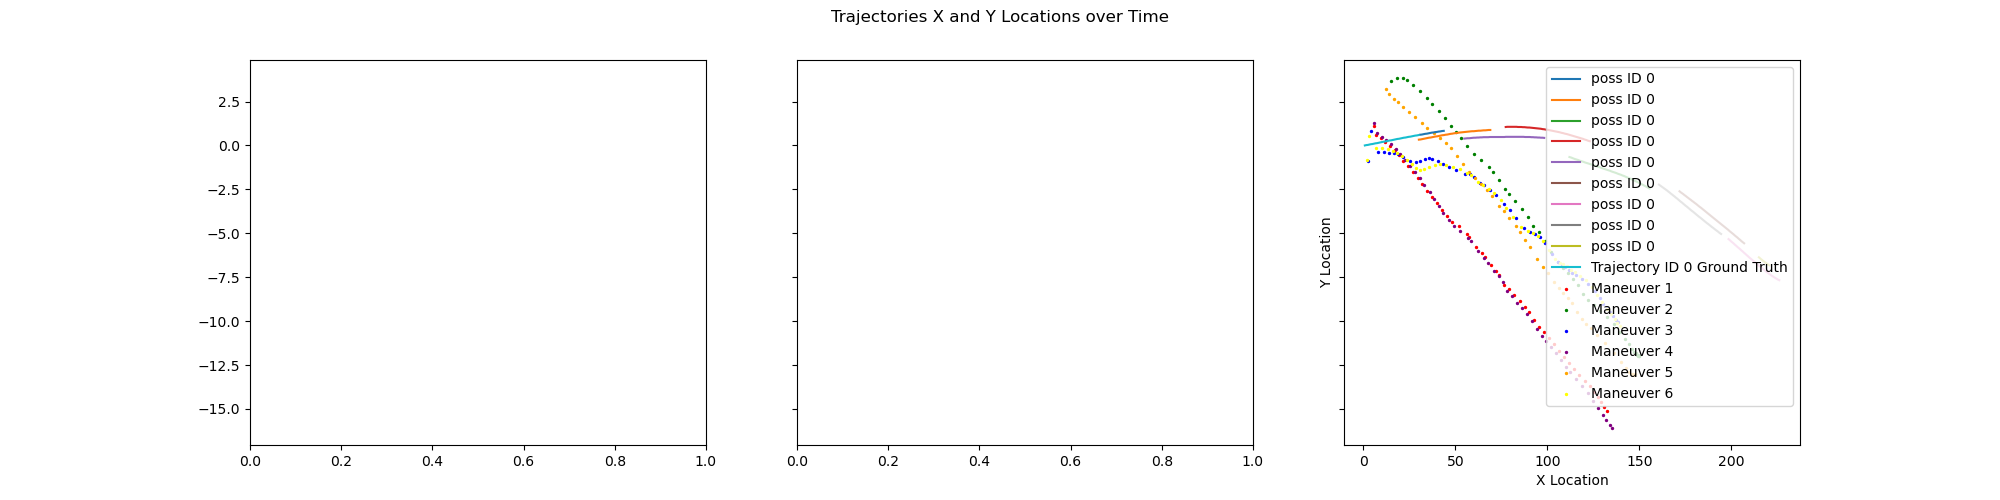 Trajectories X and Y Locations over Time
2.5
0.0
−2.5
−5.0
−7.5
−10.0
−12.5
−15.0
0.0 0.2 0.4 0.6 0.8 1.0
0.0 0.2 0.4 0.6 0.8 1.0
Y Location
poss ID 0
poss ID 0
poss ID 0
poss ID 0
poss ID 0
poss ID 0
poss ID 0
poss ID 0
poss ID 0
Trajectory ID 0 Ground Truth
Maneuver 1
Maneuver 2
Maneuver 3
Maneuver 4
Maneuver 5
Maneuver 6
0 50 100 150 200
X Location